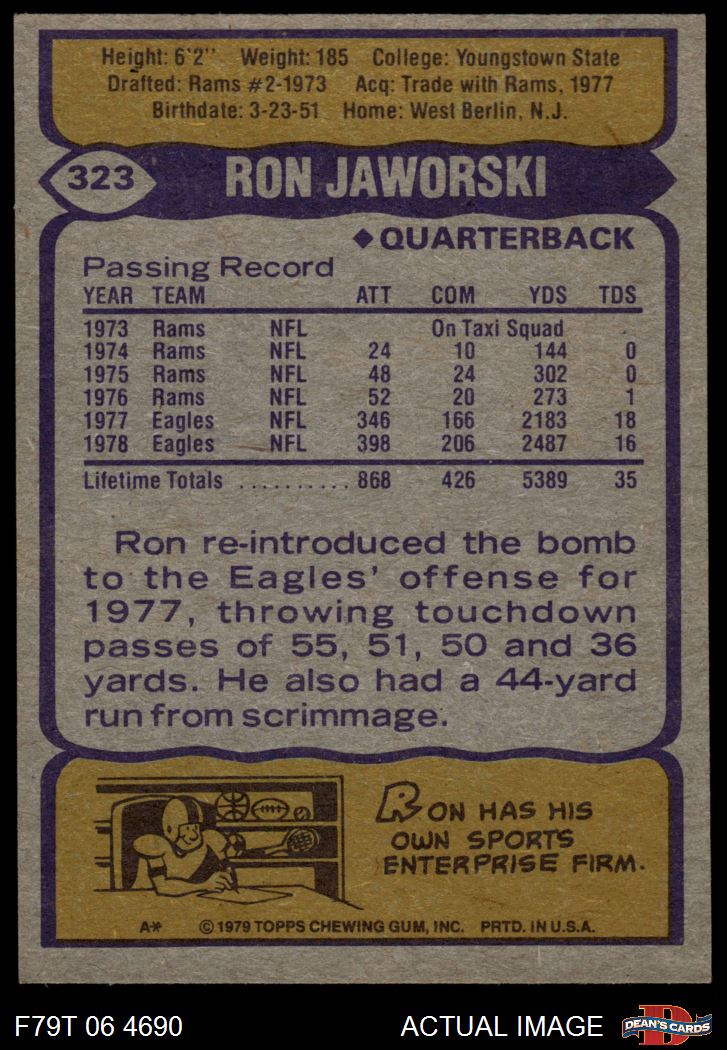 Height: 6'2'' Weight: 185 College: Youngstown State
Drafted: Rams #2-1973 Acq: Trade with Rams, 1977
Birthdate: 3-23-51 Home: West Berlin, N.J.
323 RON JAWORSKI
◆ QUARTERBACK
Passing Record
YEAR TEAM ATT COM YDS TDS
1973 Rams NFL On Taxi Squad
1974 Rams NFL 24 10 144 0
1975 Rams NFL 48 24 302 0
1976 Rams NFL 52 20 273 1
1977 Eagles NFL 346 166 2183 18
1978 Eagles NFL 398 206 2487 16
Lifetime Totals .......... 868 426 5389 35
Ron re-introduced the bomb
to the Eagles' offense for
1977, throwing touchdown
passes of 55, 51, 50 and 36
yards. He also had a 44-yard
run from scrimmage.
RON HAS HIS
OWN SPORTS
ENTERPRISE FIRM.
A* © 1979 TOPPS CHEWING GUM, INC. PRTD. IN U.S.A.
F79T 06 4690 ACTUAL IMAGE D DEAN'S CARDS